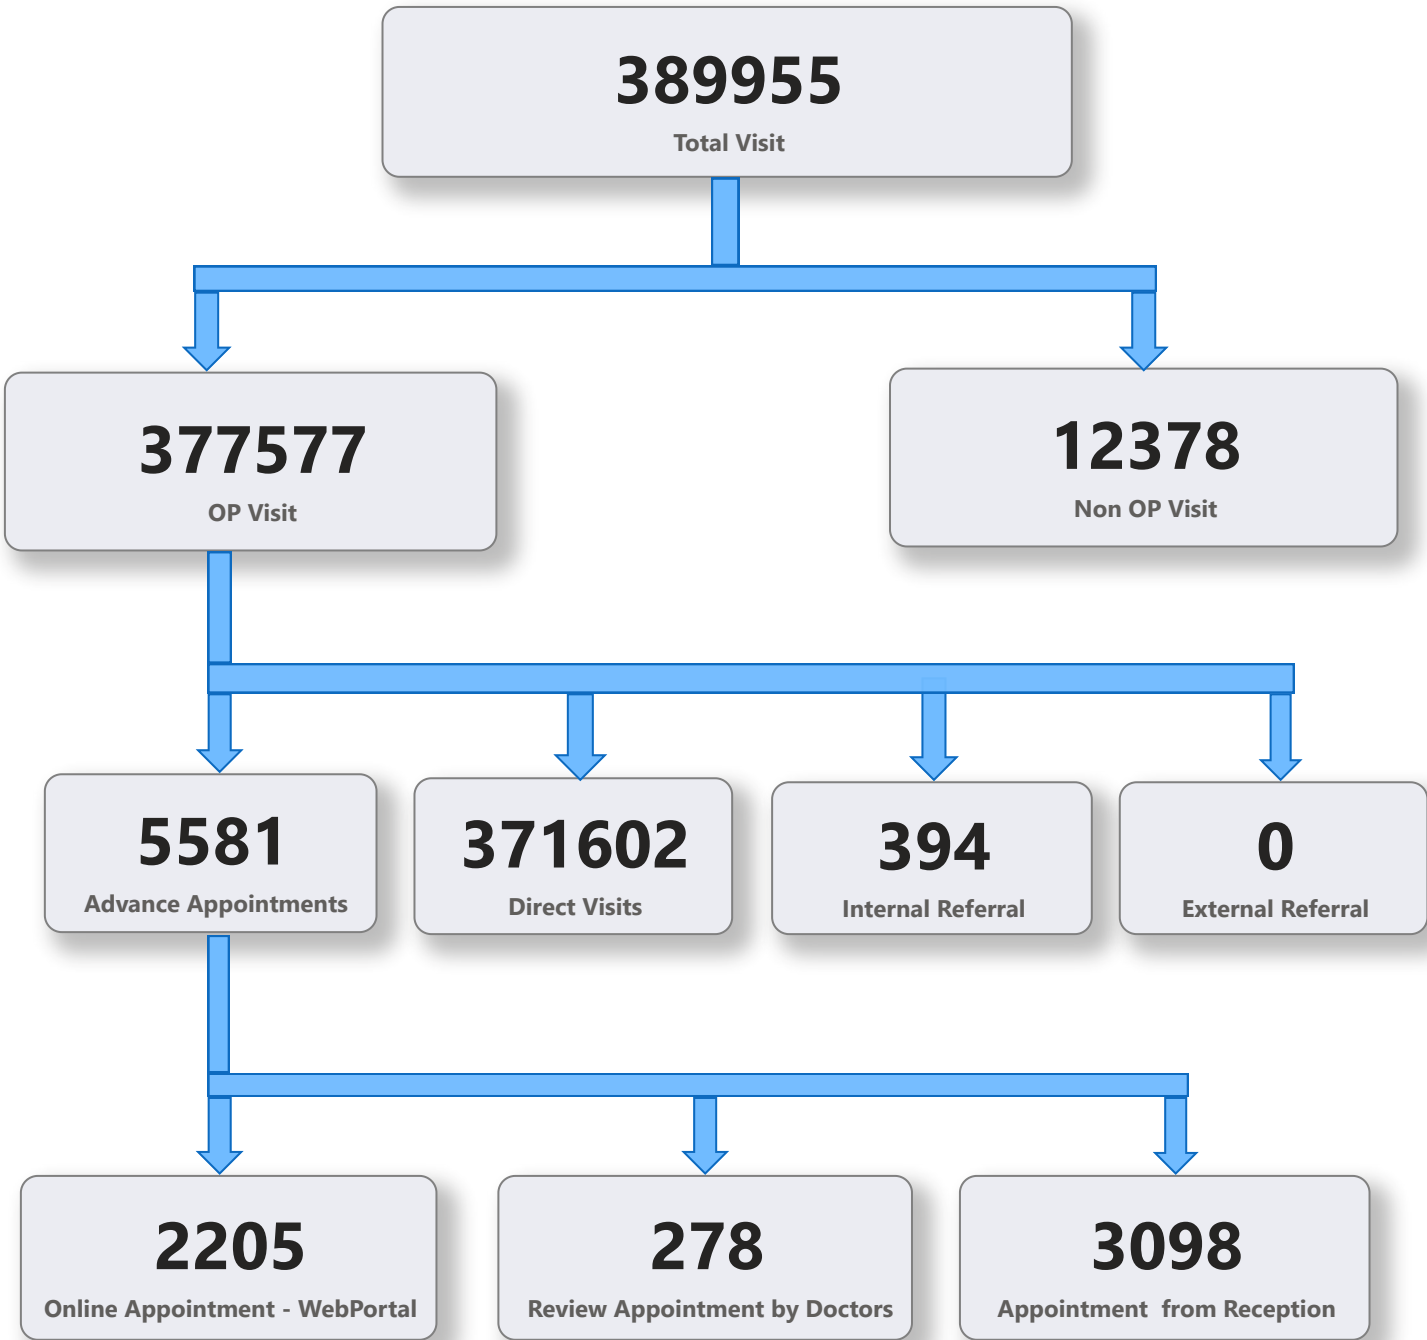 389955
Total Visit
377577
OP Visit
12378
Non OP Visit
5581
Advance Appointments
371602
Direct Visits
394
Internal Referral
0
External Referral
2205
Online Appointment - WebPortal
278
Review Appointment by Doctors
3098
Appointment  from Reception